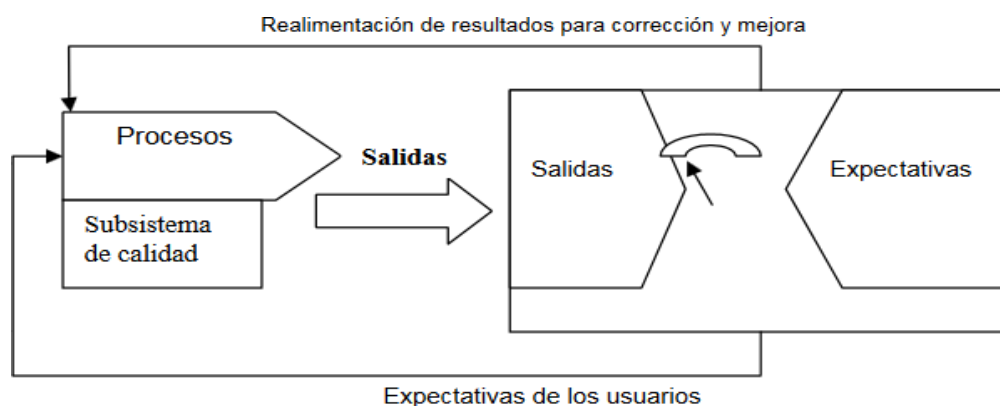 Realimentación de resultados para corrección y mejora
Procesos
Subsistema
de calidad
Salidas
Salidas
Expectativas
Expectativas de los usuarios